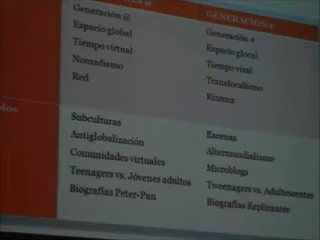 GENERACIÓN #
Generación @
Espacio global
Tiempo virtual
Nomadismo
Red
Generación #
Espacio glocal
Tiempo viral
Translocalismo
Rizoma
Subculturas
Antiglobalización
Comunidades virtuales
Teenagers vs. Jóvenes adultos
Biografías Peter-Pan
Escenas
Altermundialismo
Microblogs
Tweenagers vs. Adultescentes
Biografías Replicantes